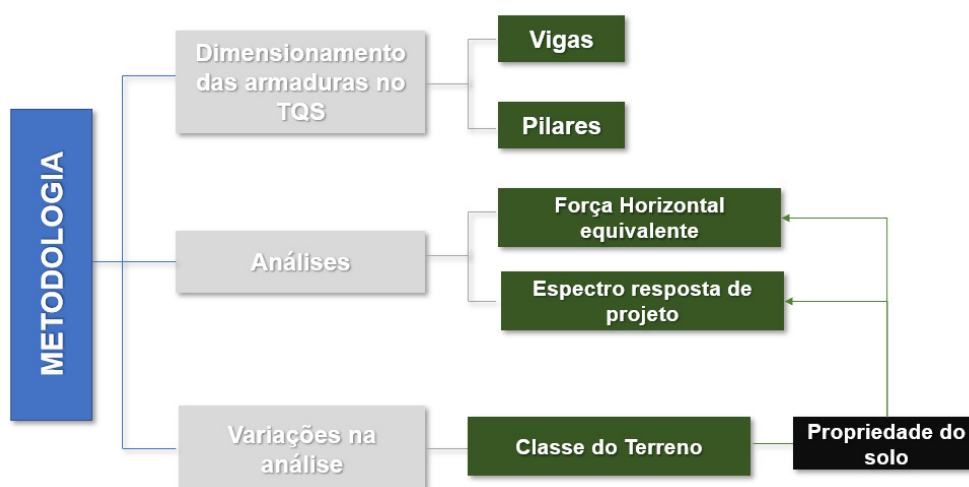 METODOLOGIA
Dimensionamento
das armaduras no
TQS
Vigas
Pilares
Análises
Força Horizontal
equivalente
Espectro resposta de
projeto
Variações na
análise
Classe do Terreno
Propriedade do
solo